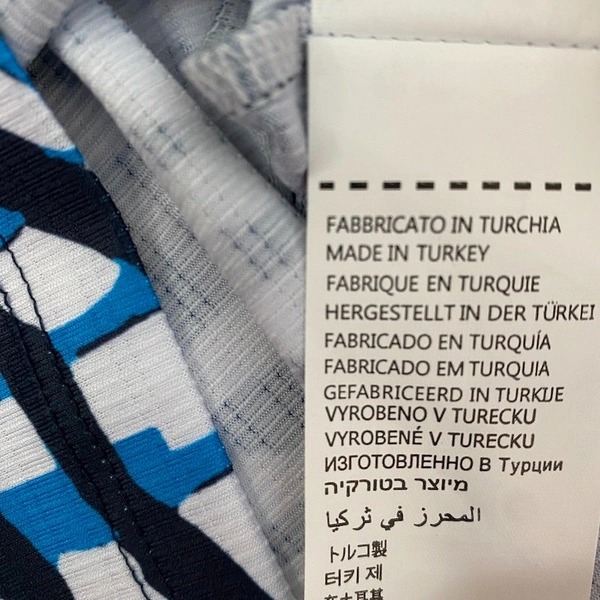 FABBRICATO IN TURCHIA
MADE IN TURKEY
FABRIQUE EN TURQUIE
HERGESTELLT IN DER TÜRKEI
FABRICADO EN TURQUÍA
FABRICADO EM TURQUIA
GEFABRICEERD IN TURKIJE
VYROBENO V TURECKU
VYROBENÉ V TURECKU
ИЗГОТОВЛЕННО В Турции
מיוצר בטורקיה
المحرز في تركيا
トルコ製
터키 제